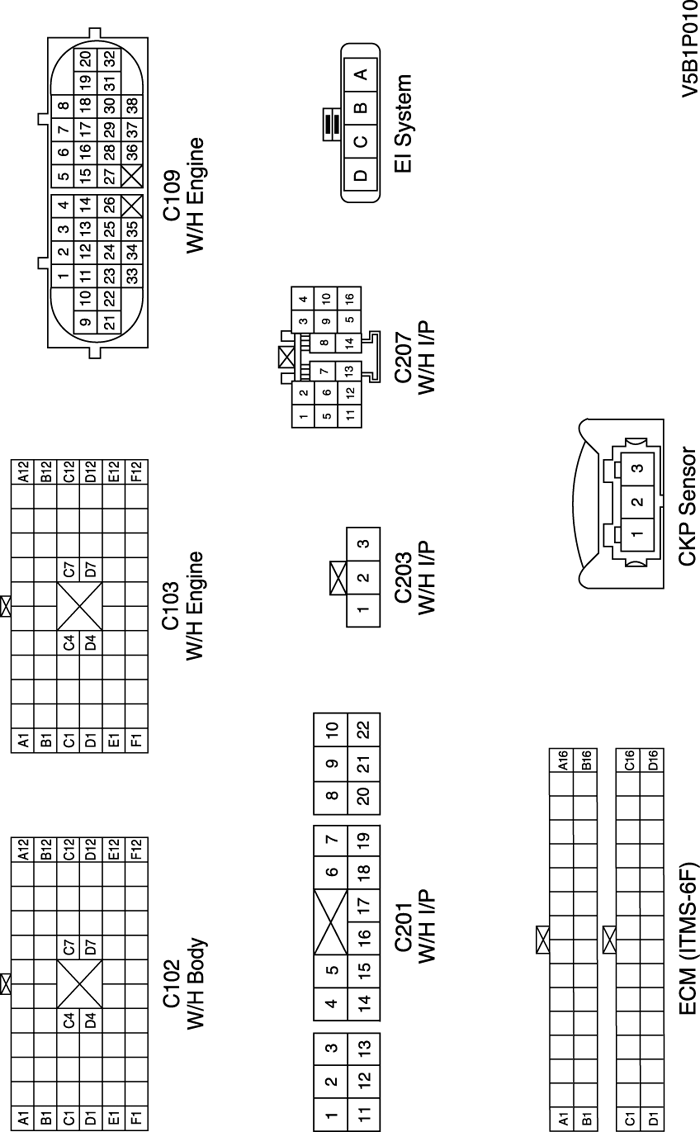 A1 A12
B1 B12
C1 C4 C7 C12
D1 D4 D7 D12
E1 E12
F1 F12
C102
W/H Body
A1 A12
B1 B12
C1 C4 C7 C12
D1 D4 D7 D12
E1 E12
F1 F12
C103
W/H Engine
1 2 3 4 5 6 7 8
9 10 11 12 13 14 15 16 17 18 19 20
21 22 23 24 25 26 27 28 29 30 31 32
33 34 35 36 37 38
C109
W/H Engine
1 2 3 4 5 6 7 8 9 10
11 12 13 14 15 16 17 18 19 20 21 22
C201
W/H I/P
1 2 3
C203
W/H I/P
1 2 3 4
5 6 7 8 9 10
11 12 13 14 5 16
C207
W/H I/P
D C B A
EI System
A1 A16
B1 B16
C1 C16
D1 D16
ECM (ITMS-6F)
1 2 3
CKP Sensor
V5B1P010